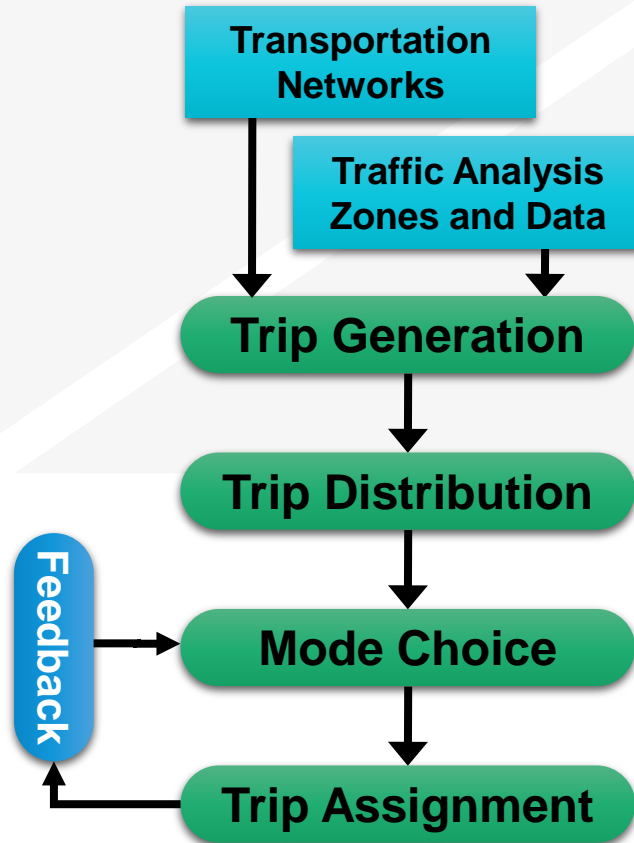 Transportation
Networks
Traffic Analysis
Zones and Data
Trip Generation
Trip Distribution
Feedback
Mode Choice
Trip Assignment